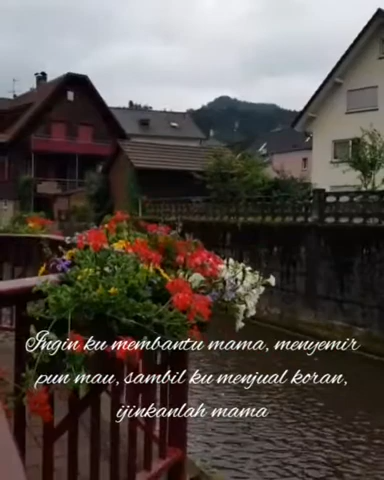 Ingin ku membantu mama, menyemir
pun mau, sambil ku menjual koran,
ijinkanlah mama